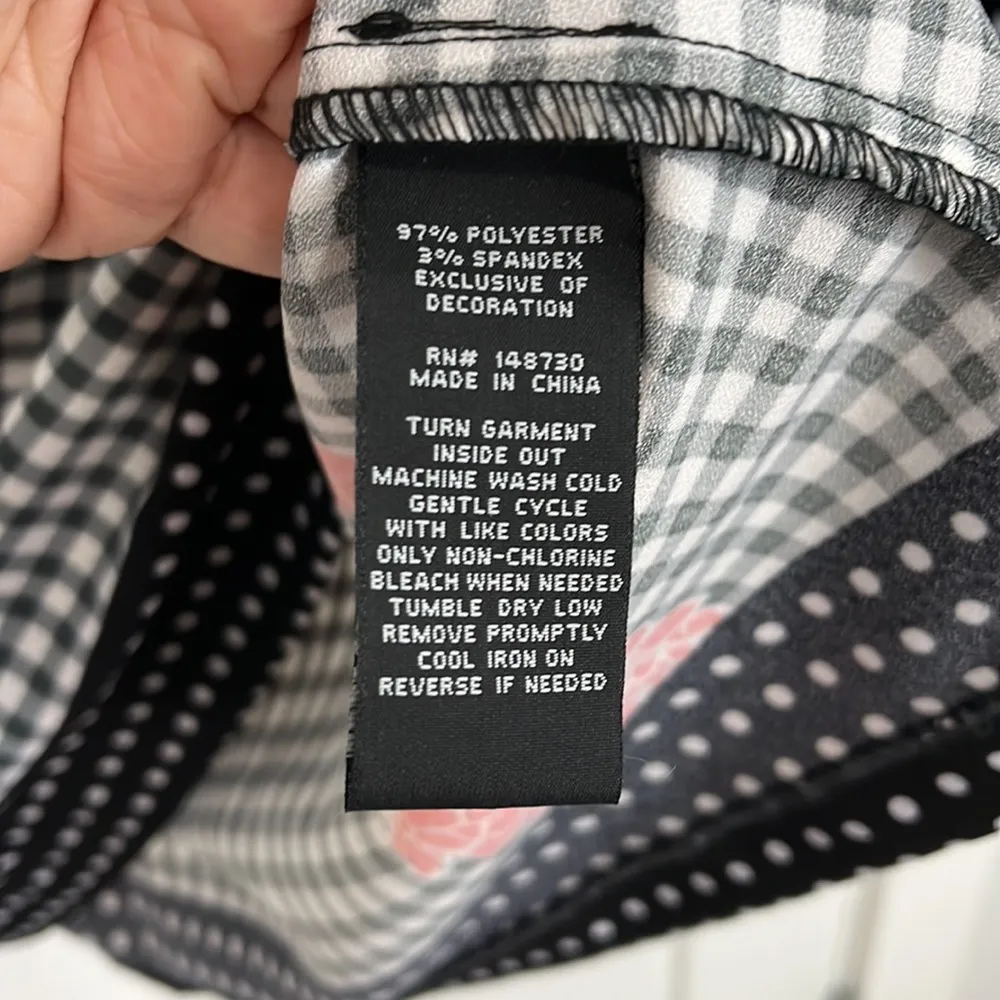 97% POLYESTER
3% SPANDEX
EXCLUSIVE OF
DECORATION
RN# 148730
MADE IN CHINA
TURN GARMENT
INSIDE OUT
MACHINE WASH COLD
GENTLE CYCLE
WITH LIKE COLORS
ONLY NON-CHLORINE
BLEACH WHEN NEEDED
TUMBLE DRY LOW
REMOVE PROMPTLY
COOL IRON ON
REVERSE IF NEEDED